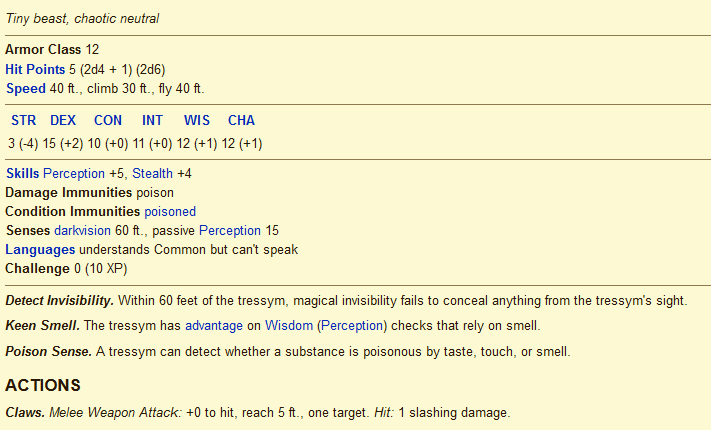 Tiny beast, chaotic neutral
Armor Class 12
Hit Points 5 (2d4 + 1) (2d6)
Speed 40 ft., climb 30 ft., fly 40 ft.
STR DEX CON INT WIS CHA
3 (-4) 15 (+2) 10 (+0) 11 (+0) 12 (+1) 12 (+1)
Skills Perception +5, Stealth +4
Damage Immunities poison
Condition Immunities poisoned
Senses darkvision 60 ft., passive Perception 15
Languages understands Common but can't speak
Challenge 0 (10 XP)
Detect Invisibility. Within 60 feet of the tressym, magical invisibility fails to conceal anything from the tressym's sight.
Keen Smell. The tressym has advantage on Wisdom (Perception) checks that rely on smell.
Poison Sense. A tressym can detect whether a substance is poisonous by taste, touch, or smell.
ACTIONS
Claws. Melee Weapon Attack: +0 to hit, reach 5 ft., one target. Hit: 1 slashing damage.